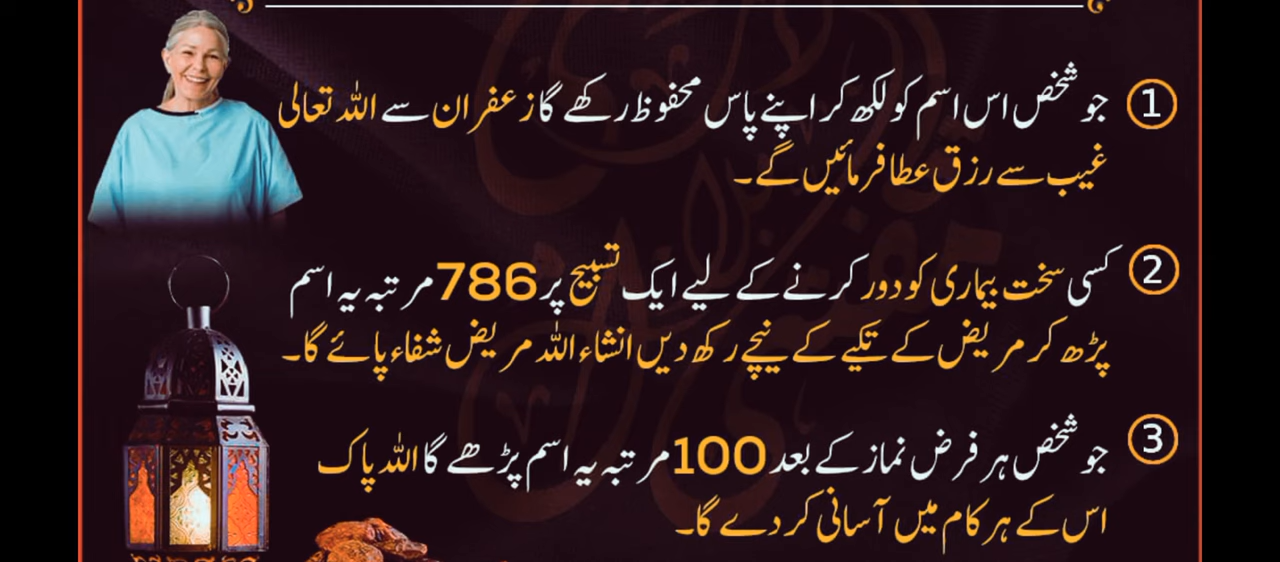 ① جو شخص اس اسم کو لکھ کر اپنے پاس محفوظ رکھے گا زعفران سے اللہ تعالی
غیب سے رزق عطا فرمائیں گے۔
② کسی سخت بیماری کو دور کرنے کے لیے ایک تسبیح پر 786 مرتبہ یہ اسم
پڑھ کر مریض کے تکیے کے نیچے رکھ دیں انشاء اللہ مریض شفاء پائے گا۔
③ جو شخص ہر فرض نماز کے بعد 100 مرتبہ یہ اسم پڑھے گا اللہ پاک
اس کے ہر کام میں آسانی کر دے گا۔